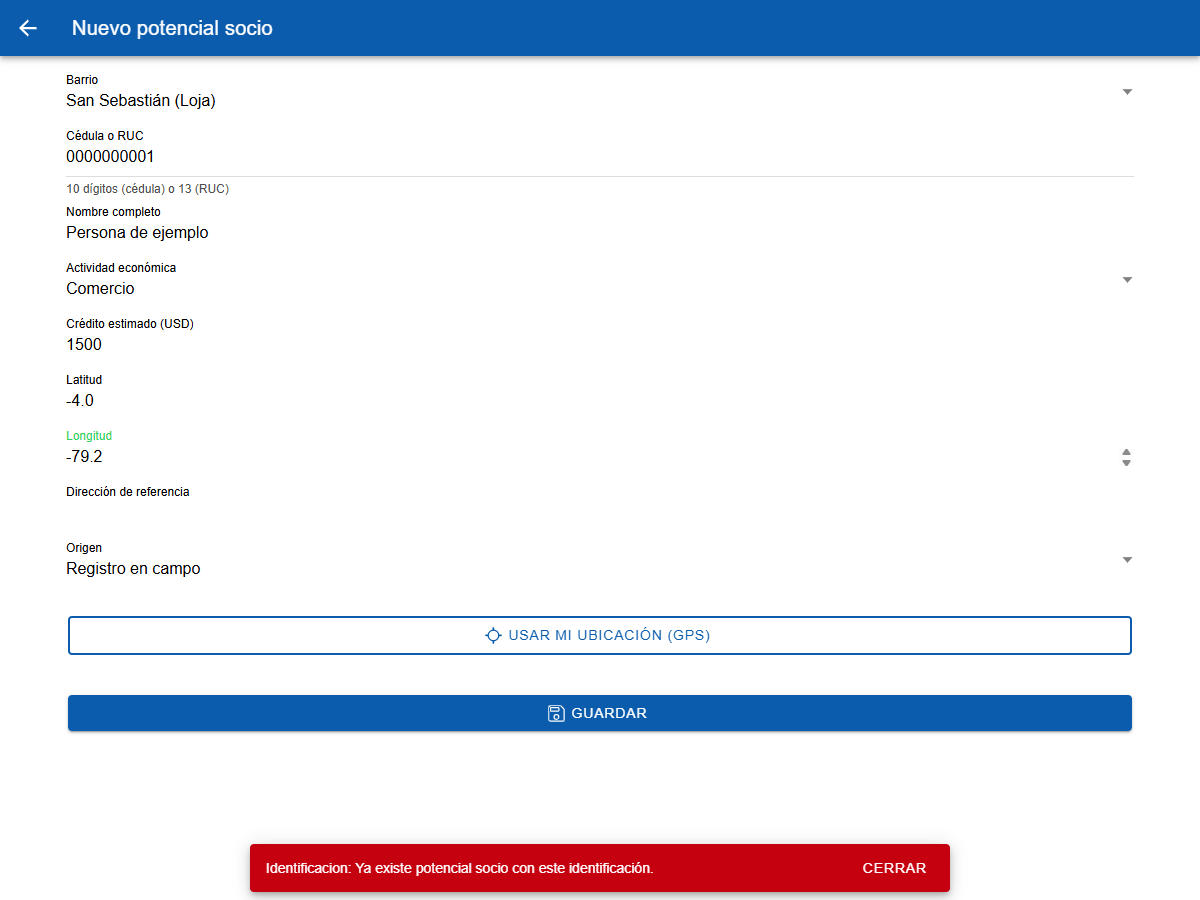 Nuevo potencial socio
Barrio
San Sebastián (Loja)
Cédula o RUC
0000000001
10 dígitos (cédula) o 13 (RUC)
Nombre completo
Persona de ejemplo
Actividad económica
Comercio
Crédito estimado (USD)
1500
Latitud
-4.0
Longitud
-79.2
Dirección de referencia
Origen
Registro en campo
USAR MI UBICACIÓN (GPS)
GUARDAR
Identificacion: Ya existe potencial socio con este identificación.
CERRAR